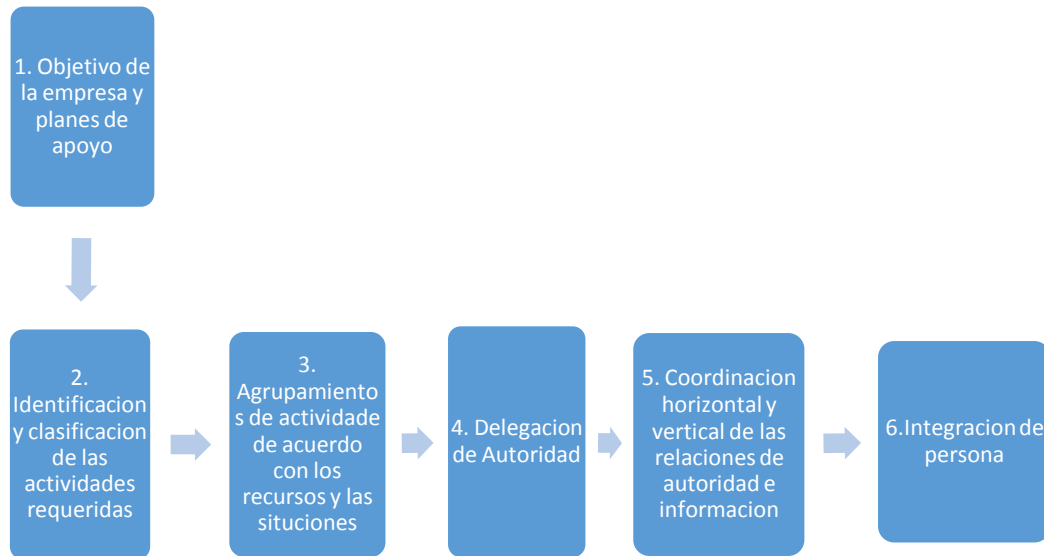 1. Objetivo de
la empresa y
planes de
apoyo
2.
Identificacion
y clasificacion
de las
actividades
requeridas
3.
Agrupamiento
s de actividade
de acuerdo
con los
recursos y las
situciones
4. Delegacion
de Autoridad
5. Coordinacion
horizontal y
vertical de las
relaciones de
autoridad e
informacion
6.Integracion de
persona